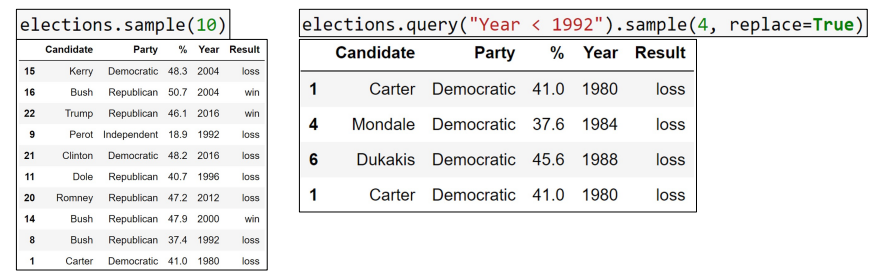 elections.sample(10)
Candidate Party % Year Result
15 Kerry Democratic 48.3 2004 loss
16 Bush Republican 50.7 2004 win
22 Trump Republican 46.1 2016 win
9 Perot Independent 18.9 1992 loss
21 Clinton Democratic 48.2 2016 loss
11 Dole Republican 40.7 1996 loss
20 Romney Republican 47.2 2012 loss
14 Bush Republican 47.9 2000 win
8 Bush Republican 37.4 1992 loss
1 Carter Democratic 41.0 1980 loss
elections.query("Year < 1992").sample(4, replace=True)
Candidate Party % Year Result
1 Carter Democratic 41.0 1980 loss
4 Mondale Democratic 37.6 1984 loss
6 Dukakis Democratic 45.6 1988 loss
1 Carter Democratic 41.0 1980 loss